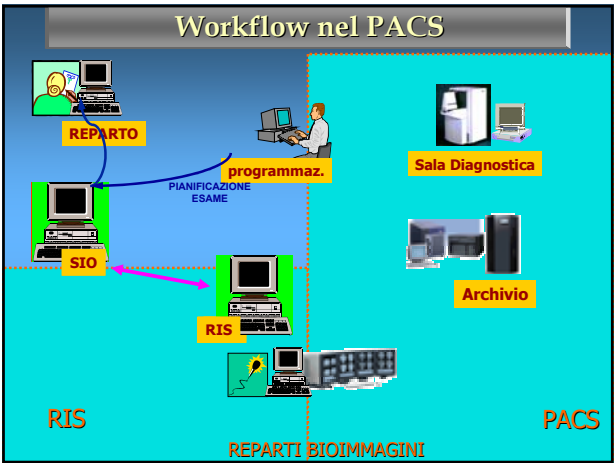 Workflow nel PACS
REPARTO
programmaz.
Sala Diagnostica
PIANIFICAZIONE
ESAME
SIO
Archivio
RIS
RIS
PACS
REPARTI BIOIMMAGINI